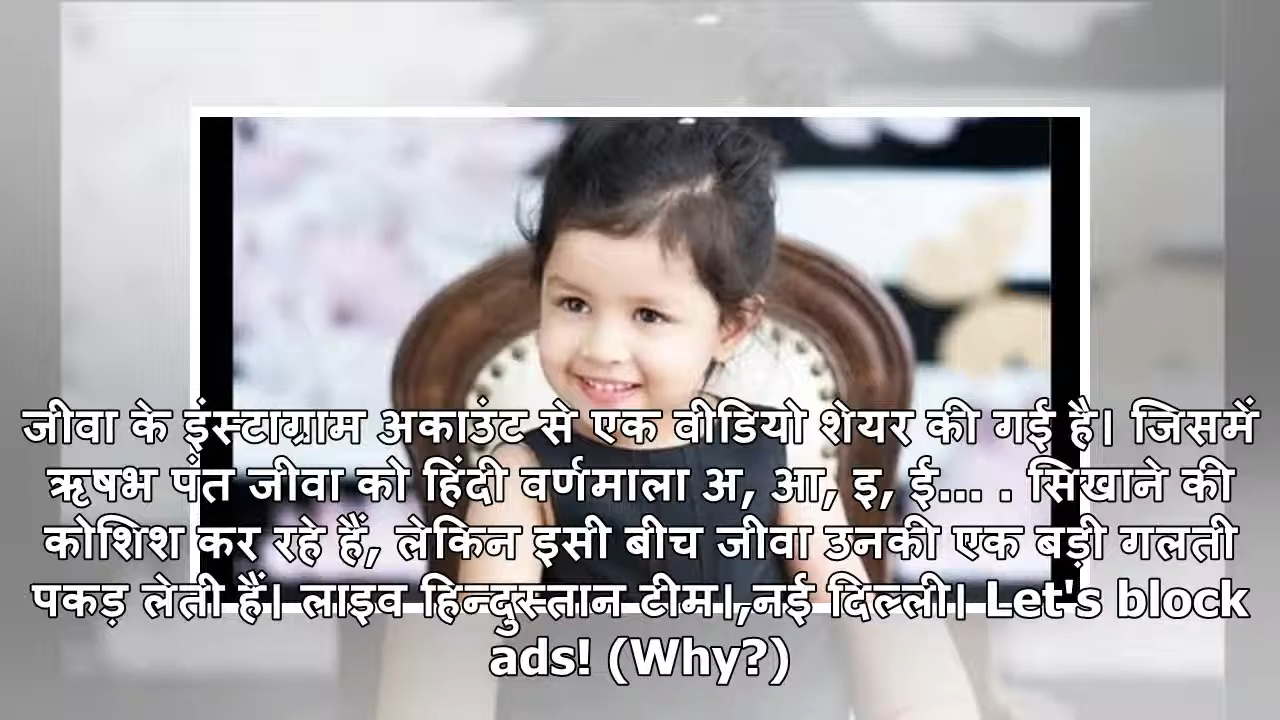 जीवा के इंस्टाग्राम अकाउंट से एक वीडियो शेयर की गई है। जिसमें
ऋषभ पंत जीवा को हिंदी वर्णमाला अ, आ, इ, ई... . सिखाने की
कोशिश कर रहे हैं, लेकिन इसी बीच जीवा उनकी एक बड़ी गलती
पकड़ लेती हैं। लाइव हिन्दुस्तान टीम।,नई दिल्ली। Let's block
ads! (Why?)